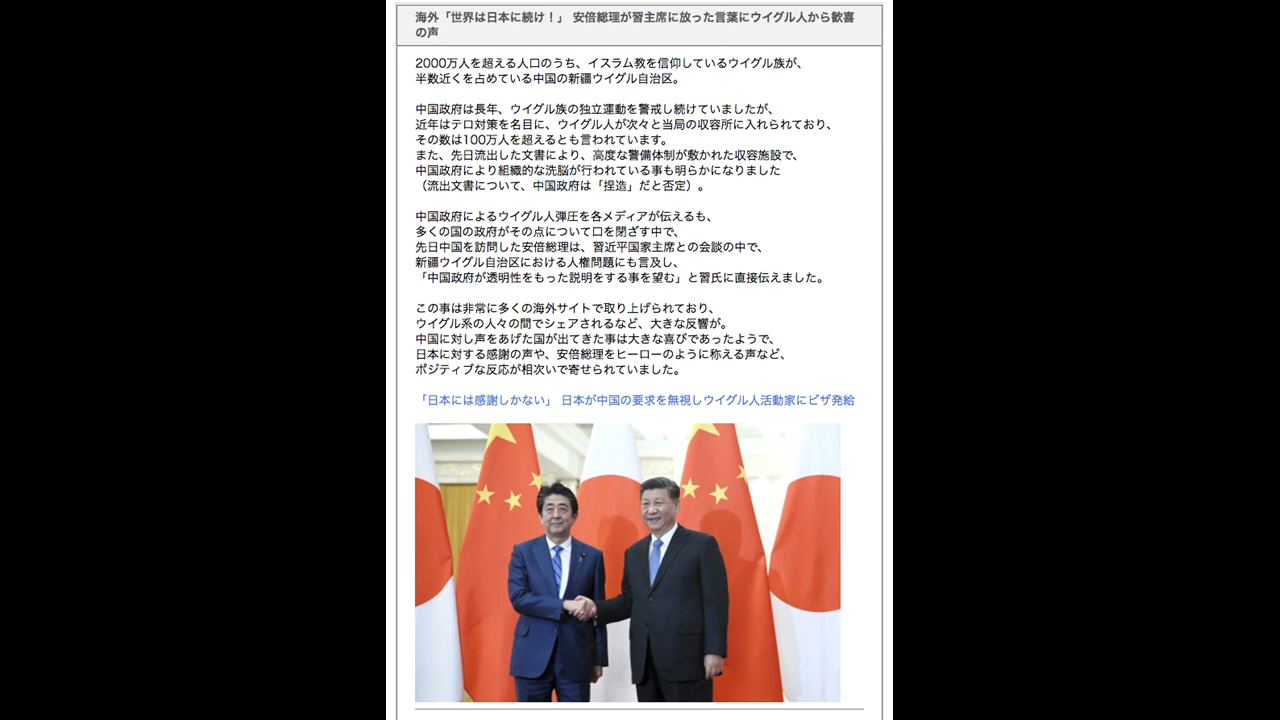 海外「世界は日本に続け！」 安倍総理が習主席に放った言葉にウイグル人から歓喜
の声
2000万人を超える人口のうち、イスラム教を信仰しているウイグル族が、
半数近くを占めている中国の新疆ウイグル自治区。
中国政府は長年、ウイグル族の独立運動を警戒し続けていましたが、
近年はテロ対策を名目に、ウイグル人が次々と当局の収容所に入れられており、
その数は100万人を超えるとも言われています。
また、先日流出した文書により、高度な警備体制が敷かれた収容施設で、
中国政府により組織的な洗脳が行われている事も明らかになりました
（流出文書について、中国政府は「捏造」だと否定）。
中国政府によるウイグル人弾圧を各メディアが伝えるも、
多くの国の政府がその点について口を閉ざす中で、
先日中国を訪問した安倍総理は、習近平国家主席との会談の中で、
新疆ウイグル自治区における人権問題にも言及し、
「中国政府が透明性をもった説明をする事を望む」と習氏に直接伝えました。
この事は非常に多くの海外サイトで取り上げられており、
ウイグル系の人々の間でシェアされるなど、大きな反響が。
中国に対し声をあげた国が出てきた事は大きな喜びであったようで、
日本に対する感謝の声や、安倍総理をヒーローのように称える声など、
ポジティブな反応が相次いで寄せられていました。
「日本には感謝しかない」 日本が中国の要求を無視しウイグル人活動家にビザ発給